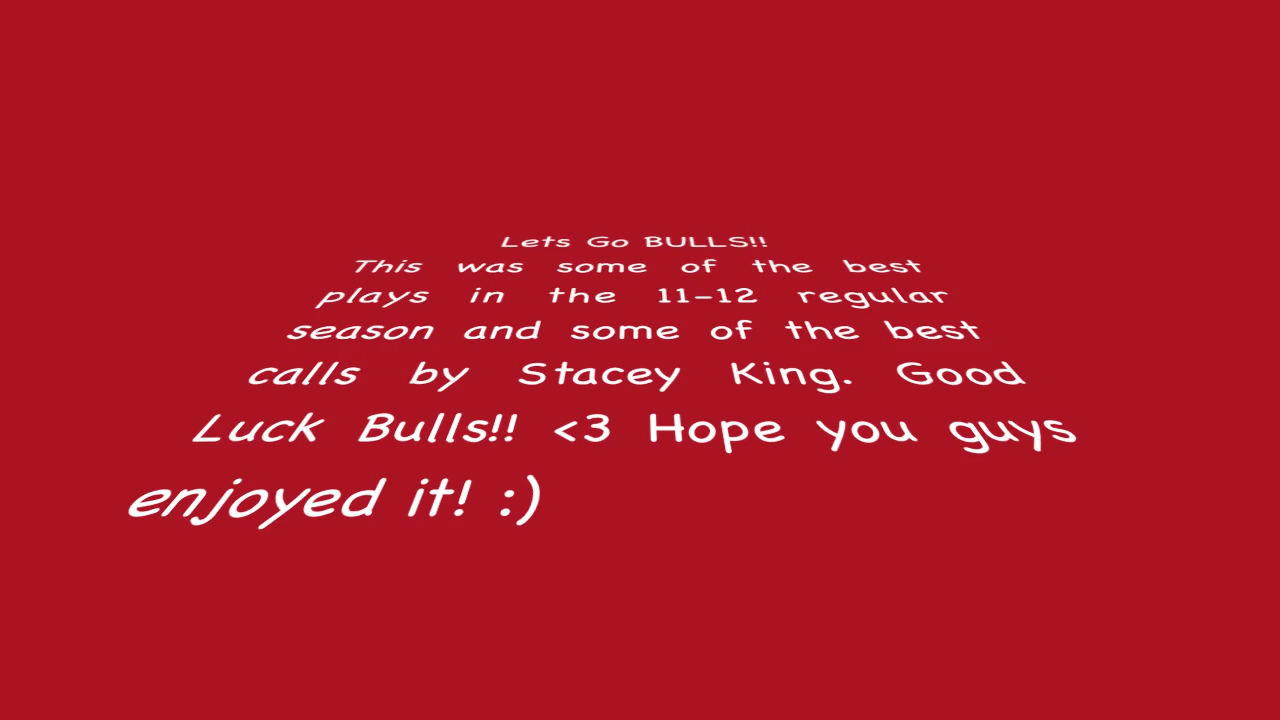 Lets Go BULLS!!
This was some of the best
plays in the 11-12 regular
season and some of the best
calls by Stacey King. Good
Luck Bulls!! <3 Hope you guys
enjoyed it! :)